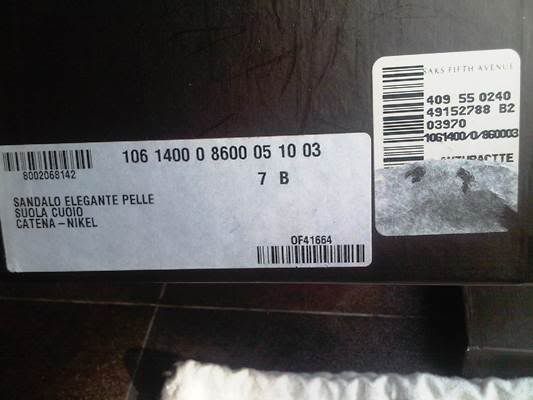 106 1400 0 8600 05 10 03
8002068142
7 B
SANDALO ELEGANTE PELLE
SUOLA CUOIO
CATENA-NIKEL
OF41664
SAKS FIFTH AVENUE
409 55 0240
49152788 B2
03970
1061400/0/860003